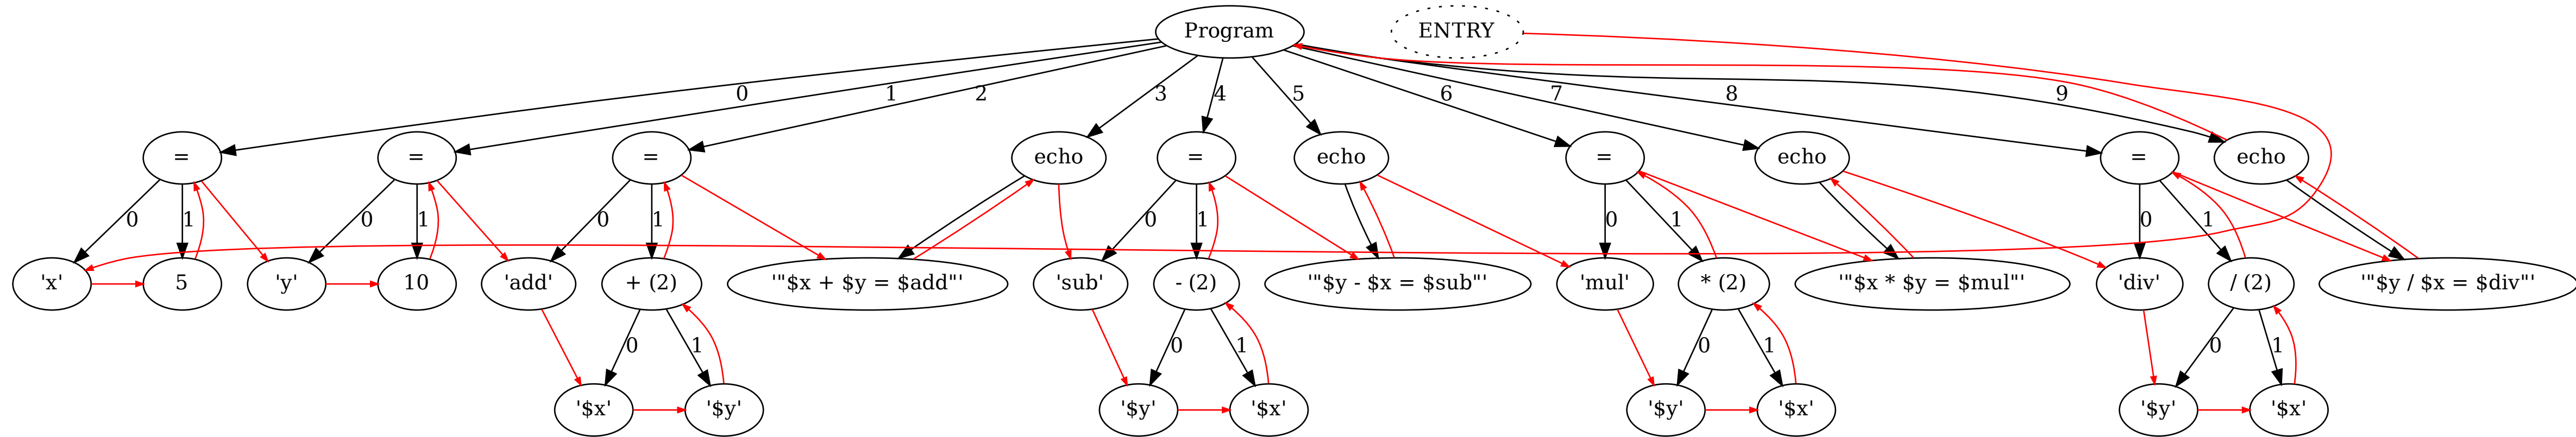 Program ENTRY
0 1 2 3 4 5 6 7 8 9
= = = echo = echo = echo = echo
0 1 0 1 0 1 0 1 0 1 0 1
'x' 5 'y' 10 'add' + (2) '"$x + $y = $add"' 'sub' - (2) '"$y - $x = $sub"' 'mul' * (2) '"$x * $y = $mul"' 'div' / (2) '"$y / $x = $div"'
0 1 0 1 0 1 0 1
'$x' '$y' '$y' '$x' '$y' '$x' '$y' '$x'